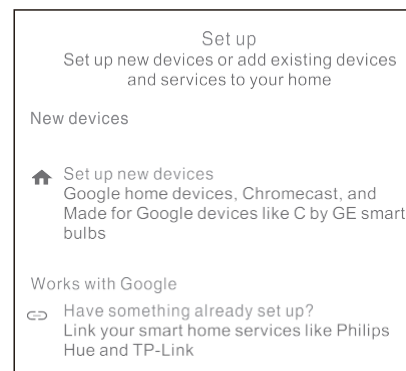 Set up
Set up new devices or add existing devices
and services to your home
New devices
Set up new devices
Google home devices, Chromecast, and
Made for Google devices like C by GE smart
bulbs
Works with Google
Have something already set up?
Link your smart home services like Philips
Hue and TP-Link